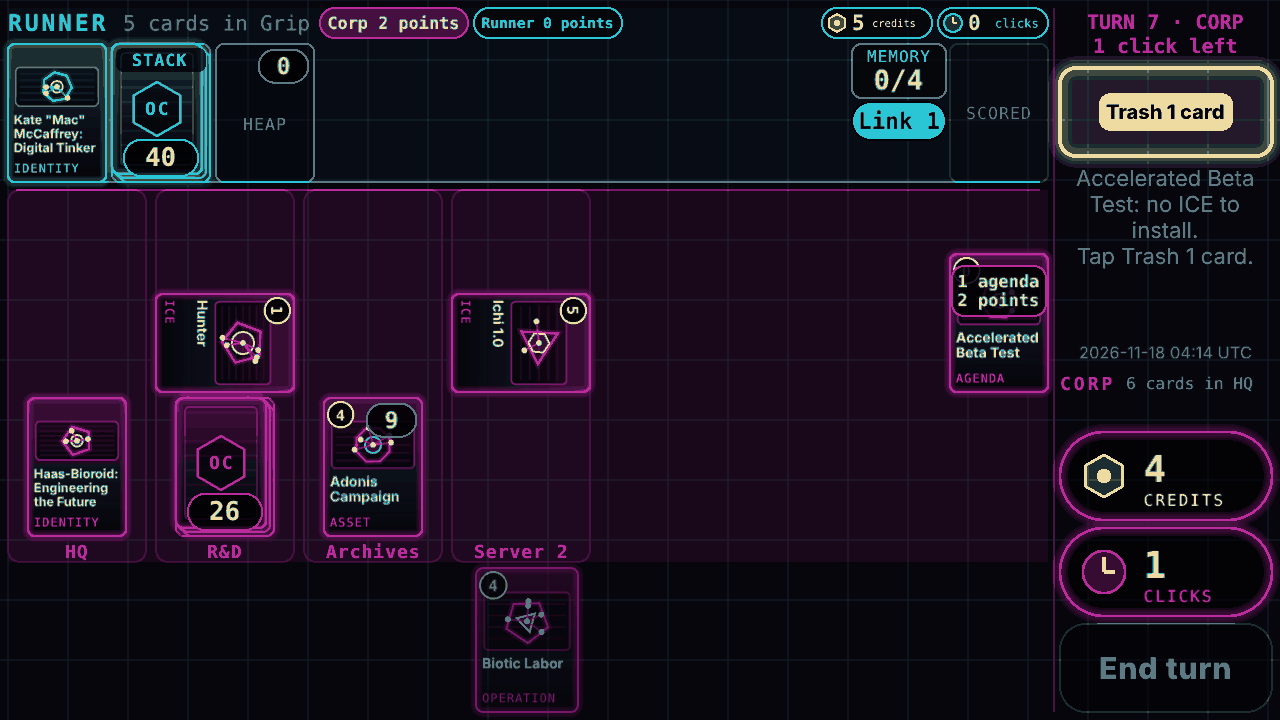 RUNNER 5 cards in Grip
Corp 2 points
Runner 0 points
5 credits
0 clicks
TURN 7 · CORP
1 click left
Kate "Mac"
McCaffrey:
Digital Tinker
IDENTITY
STACK
OC
40
0
HEAP
MEMORY
0/4
Link 1
SCORED
Trash 1 card
Accelerated Beta
Test: no ICE to
install.
Tap Trash 1 card.
ICE
Hunter
1
ICE
Ichi 1.0
5
1 agenda
2 points
Accelerated
Beta Test
AGENDA
2026-11-18 04:14 UTC
CORP 6 cards in HQ
Haas-Bioroid:
Engineering
the Future
IDENTITY
HQ
OC
26
R&D
4
9
Adonis
Campaign
ASSET
Archives
Server 2
4
Biotic Labor
OPERATION
4
CREDITS
1
CLICKS
End turn